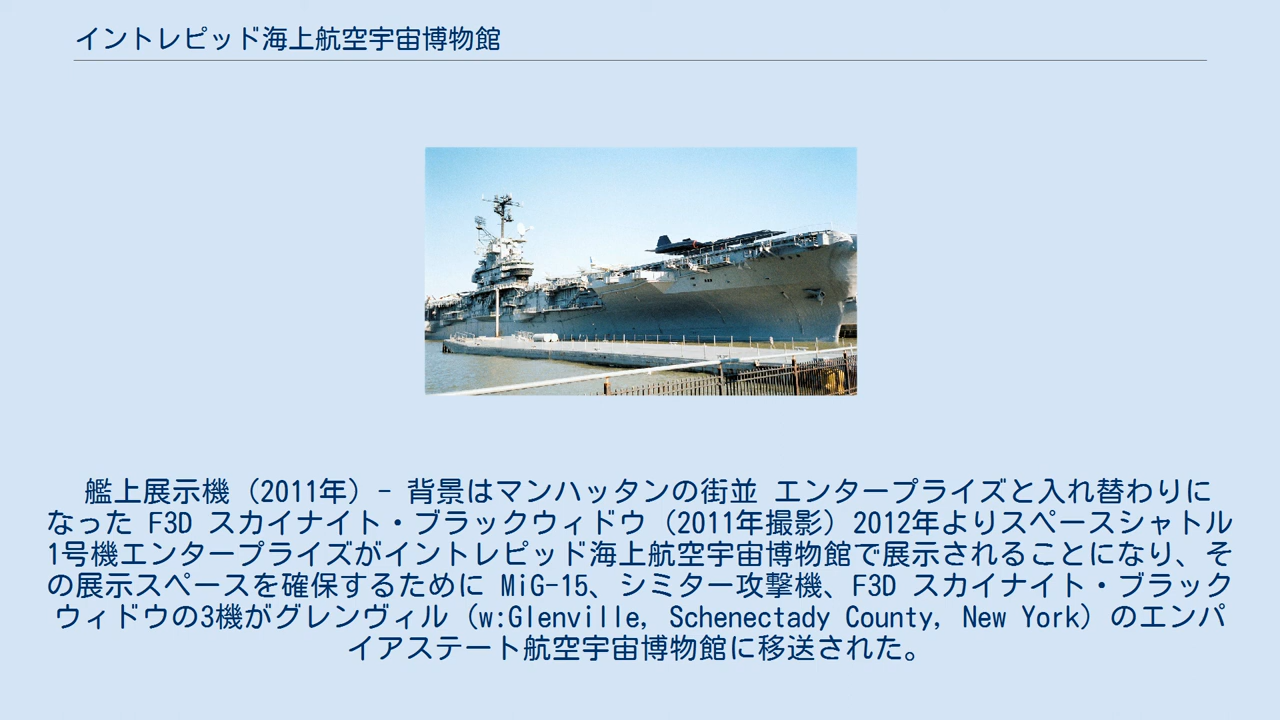 イントレピッド海上航空宇宙博物館
艦上展示機（2011年）- 背景はマンハッタンの街並 エンタープライズと入れ替わりに
なった F3D スカイナイト・ブラックウィドウ（2011年撮影）2012年よりスペースシャトル
1号機エンタープライズがイントレピッド海上航空宇宙博物館で展示されることになり、そ
の展示スペースを確保するために MiG-15、シミター攻撃機、F3D スカイナイト・ブラック
ウィドウの3機がグレンヴィル（w:Glenville, Schenectady County, New York）のエンパ
イアステート航空宇宙博物館に移送された。